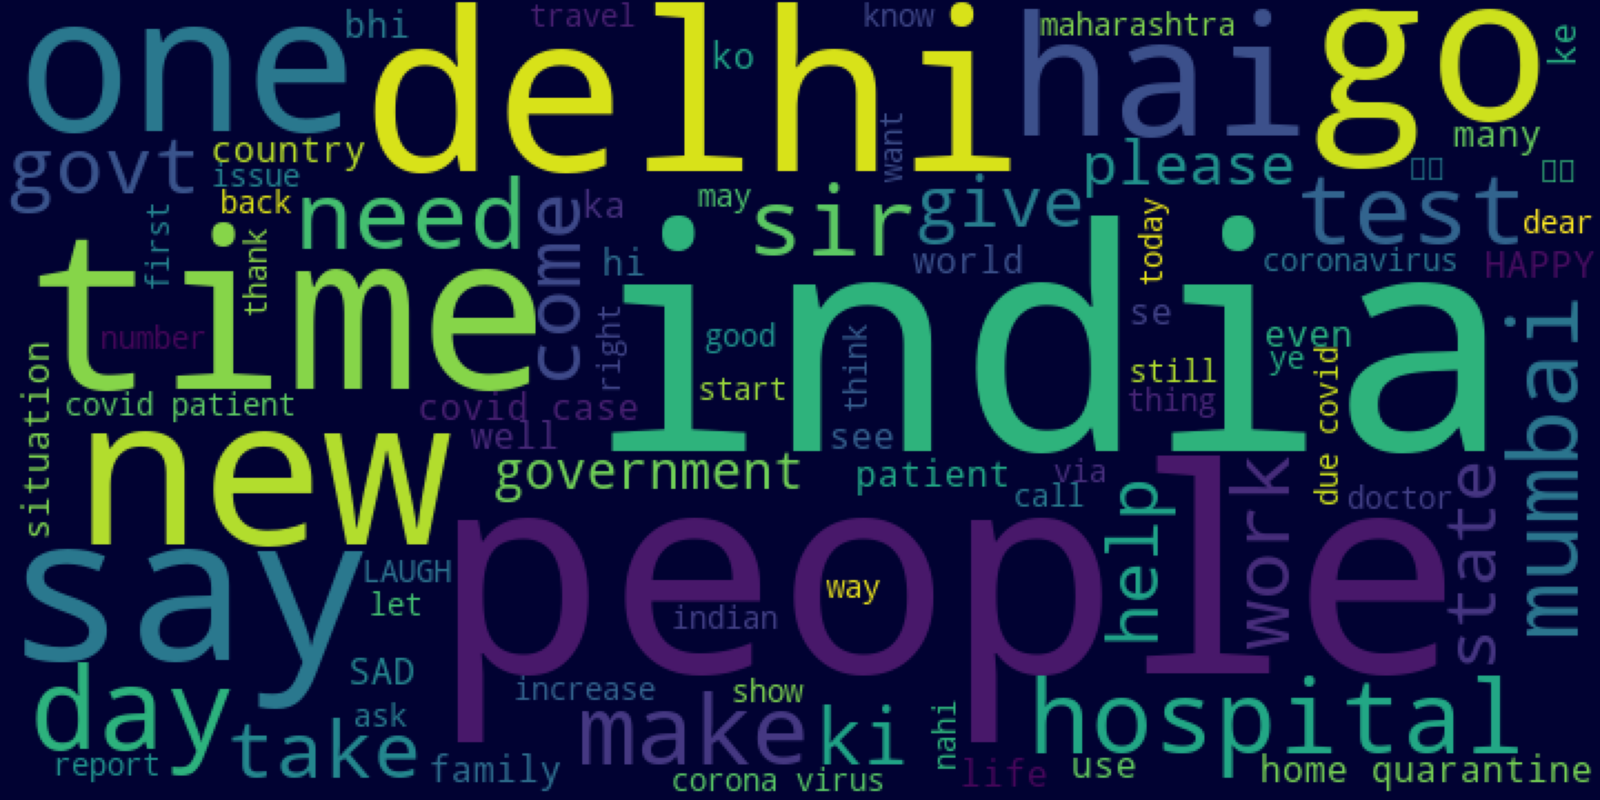 one
bhi
delhi
travel
ko
know
want
hai
maharashtra
go
ke
many
govt
country
issue
back
need
may
ka
sir
give
please
test
dear
first
thank
time
come
hi
world
today
coronavirus
HAPPY
number
right
india
good
think
se
even
ye
mumbai
situation
covid patient
covid case
start
still
thing
due covid
well
see
new
government
patient
via
call
doctor
work
state
help
people
say
LAUGH
let
way
indian
SAD
day
increase
show
hospital
ask
take
make
ki
nahi
report
family
corona virus
life
use
home quarantine